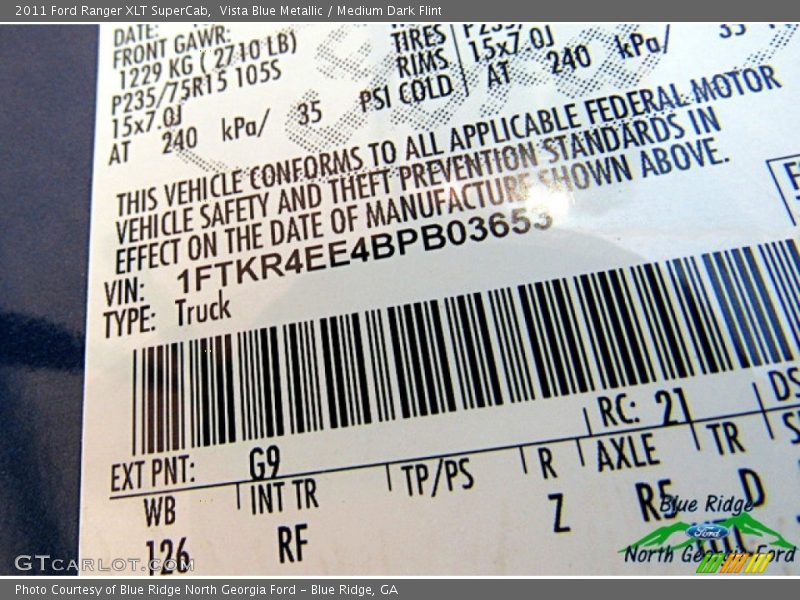 2011 Ford Ranger XLT SuperCab,  Vista Blue Metallic / Medium Dark Flint
DATE:
FRONT GAWR:
1229 KG ( 2710 LB)
P235/75R15 105S
15x7.0J
AT 240 kPa/ 35 PSI COLD
TIRES
RIMS
15x7.0J
AT 240 kPa/ 35
THIS VEHICLE CONFORMS TO ALL APPLICABLE FEDERAL MOTOR
VEHICLE SAFETY AND THEFT PREVENTION STANDARDS IN
EFFECT ON THE DATE OF MANUFACTURE SHOWN ABOVE.
VIN: 1FTKR4EE4BPB03653
TYPE: Truck
EXT PNT: G9 RC: 21
WB INT TR TP/PS R AXLE TR
126 RF Z R5 D
Blue Ridge
Ford
North Georgia Ford
GTCARLOT.COM
Photo Courtesy of Blue Ridge North Georgia Ford – Blue Ridge, GA